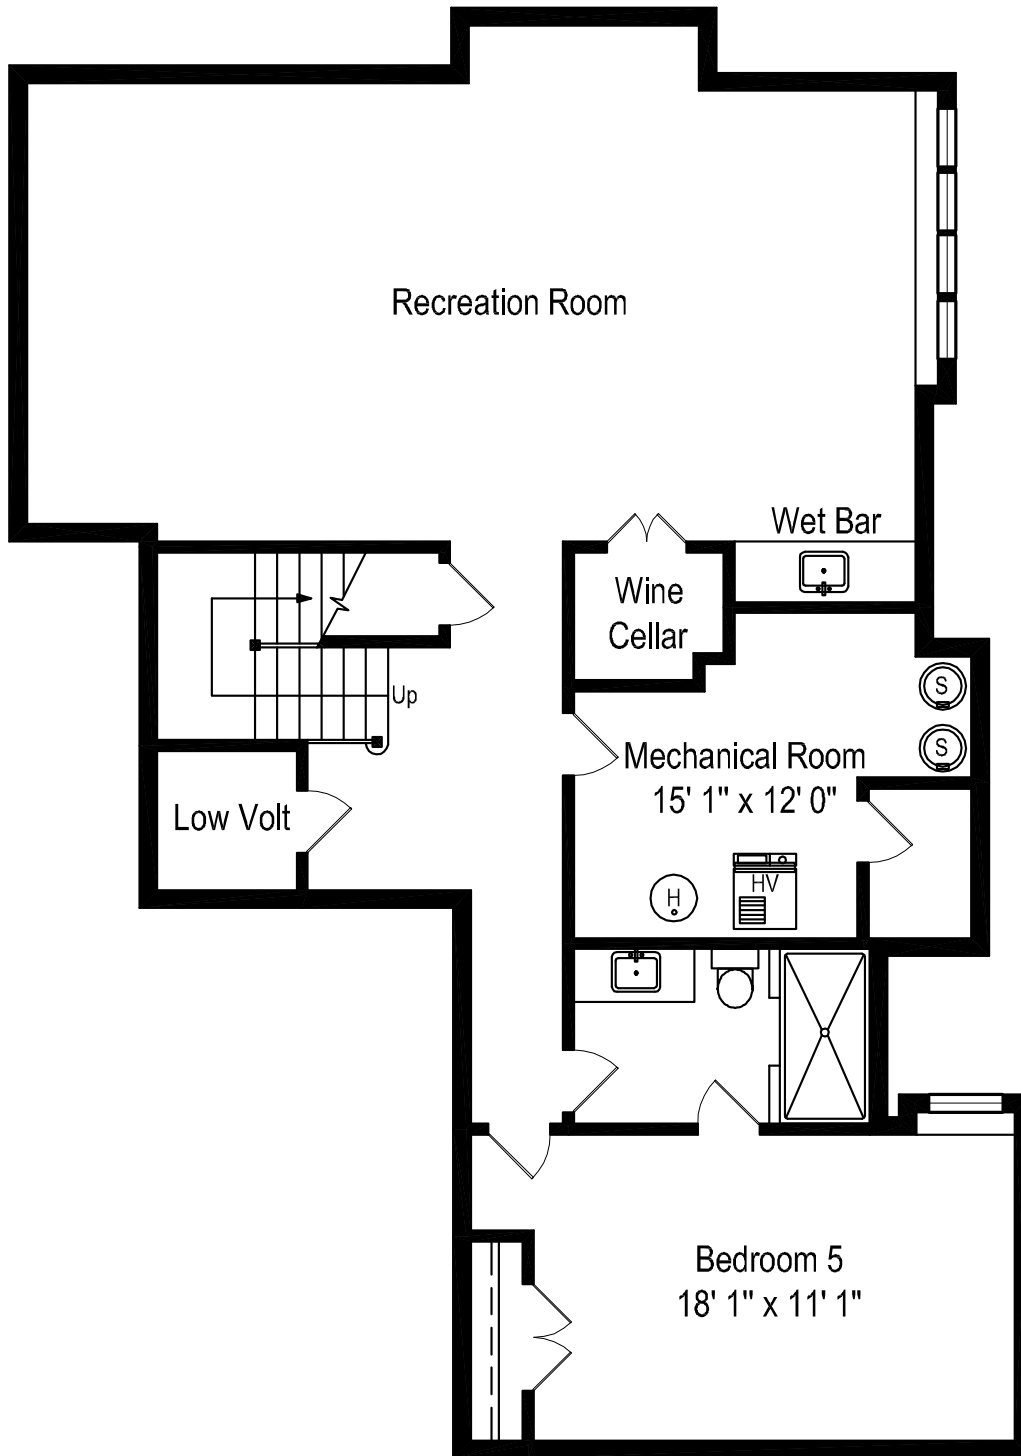 Recreation Room
Wet Bar
Wine
Cellar
Up
S
S
Mechanical Room
15' 1" x 12' 0"
Low Volt
H
HV
Bedroom 5
18' 1" x 11' 1"